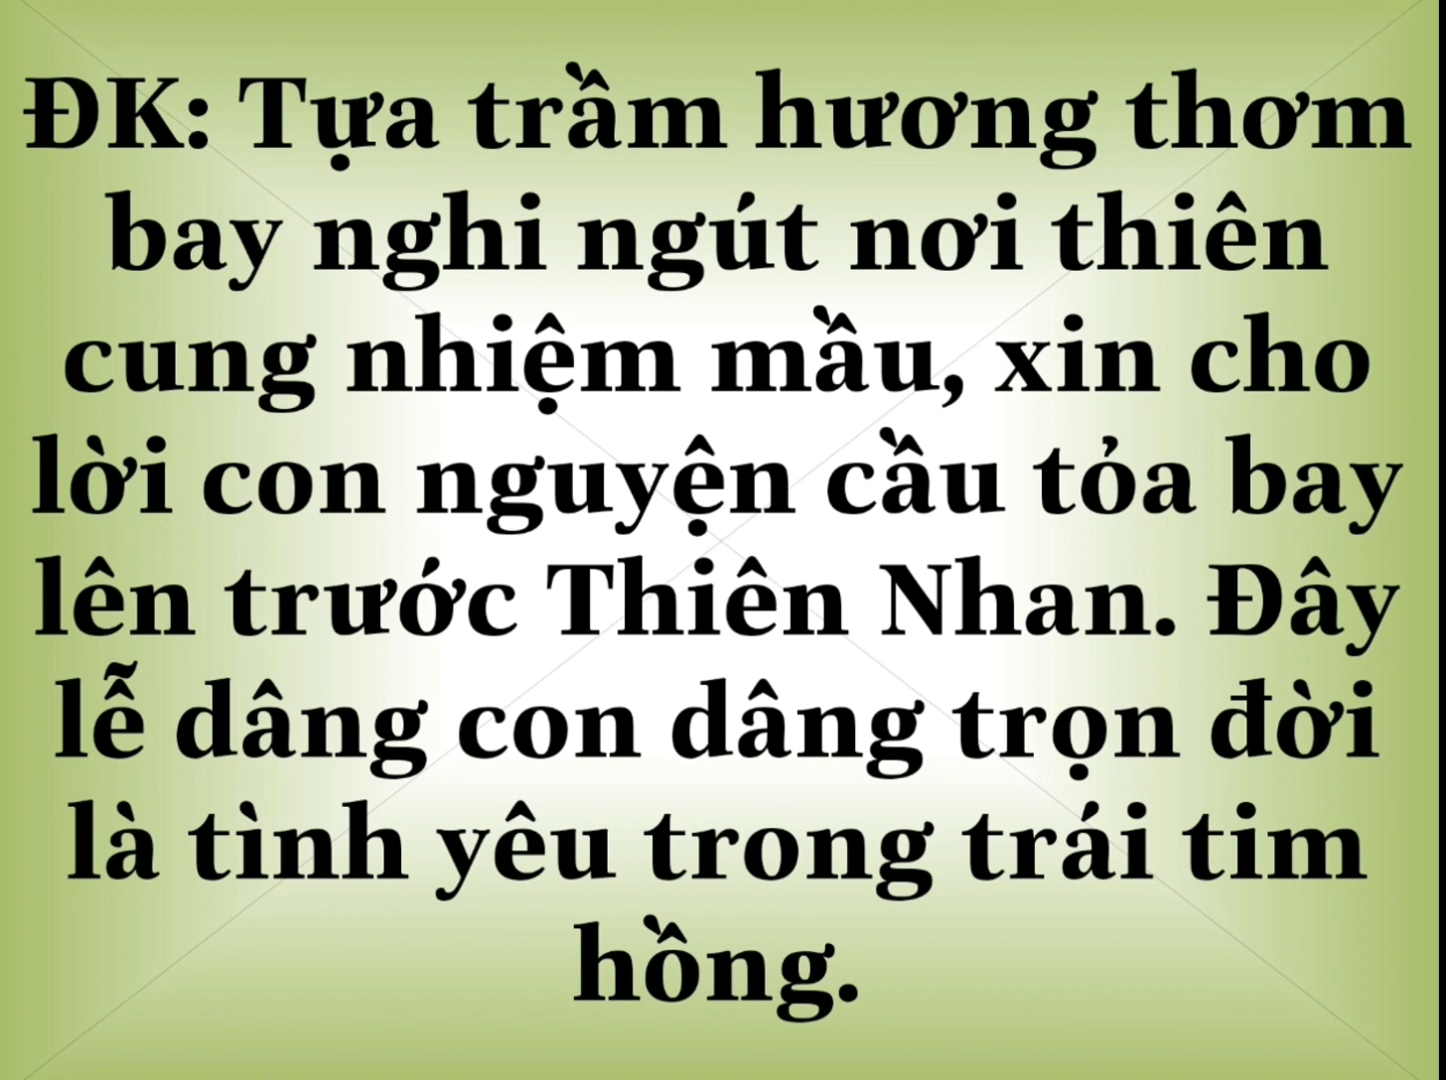 ĐK: Tựa trầm hương thơm
bay nghi ngút nơi thiên
cung nhiệm mầu, xin cho
lời con nguyện cầu tỏa bay
lên trước Thiên Nhan. Đây
lễ dâng con dâng trọn đời
là tình yêu trong trái tim
hồng.